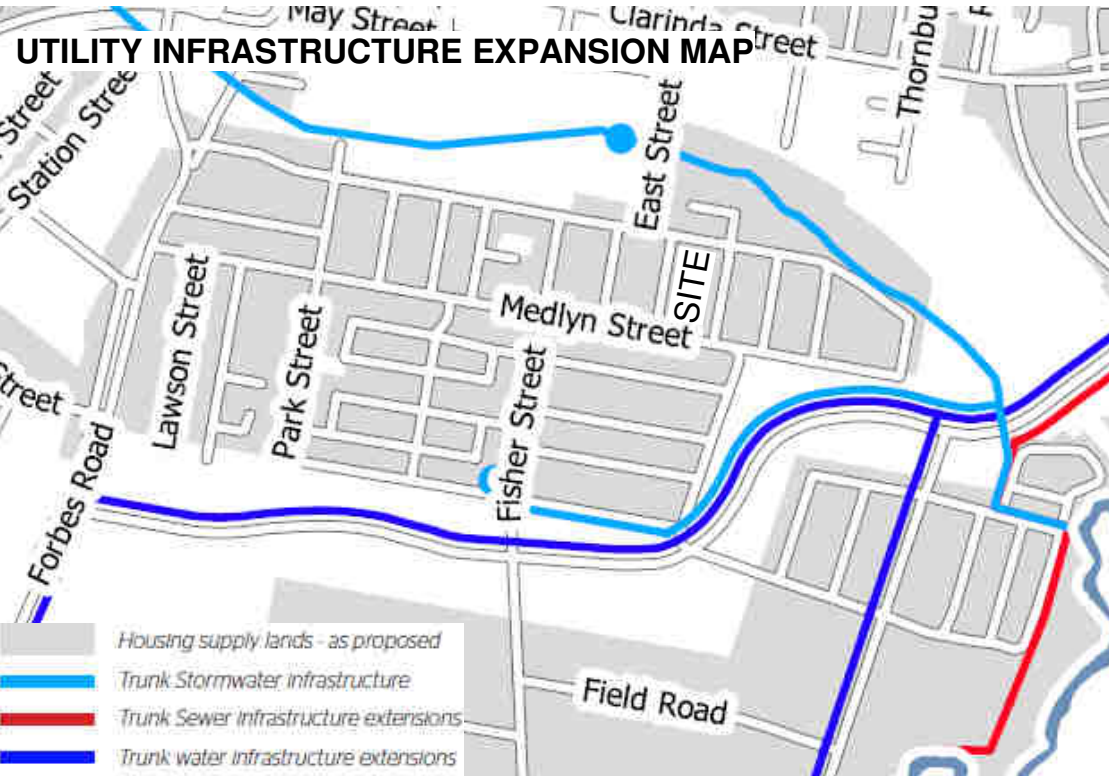 May Street
Clarinda Street
UTILITY INFRASTRUCTURE EXPANSION MAP
Street
Station Street
East Street
SITE
Medlyn Street
Lawson Street
Park Street
Fisher Street
Street
Forbes Road
Field Road
Housing supply lands - as proposed
Trunk Stormwater infrastructure
Trunk Sewer infrastructure extensions
Trunk water infrastructure extensions